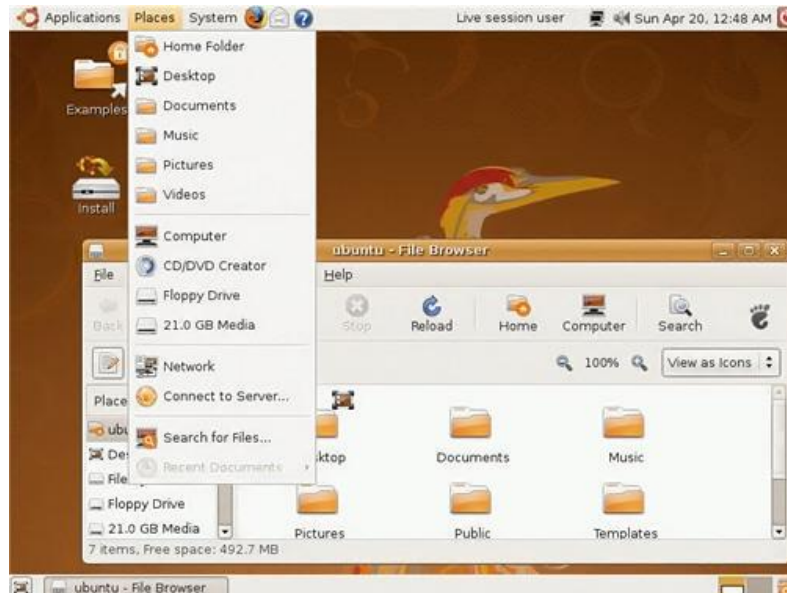 Applications Places System Live session user Sun Apr 20, 12:48 AM
Home Folder
Desktop
Documents
Music
Pictures
Videos
Computer
CD/DVD Creator
Floppy Drive
21.0 GB Media
Network
Connect to Server...
Search for Files...
Recent Documents
Examples
Install
ubuntu - File Browser
File Help
Back Stop Reload Home Computer Search
100% View as Icons
Place
ubu
De
File
Floppy Drive
21.0 GB Media
ktop Documents Music
Pictures Public Templates
7 items, Free space: 492.7 MB
ubuntu - File Browser